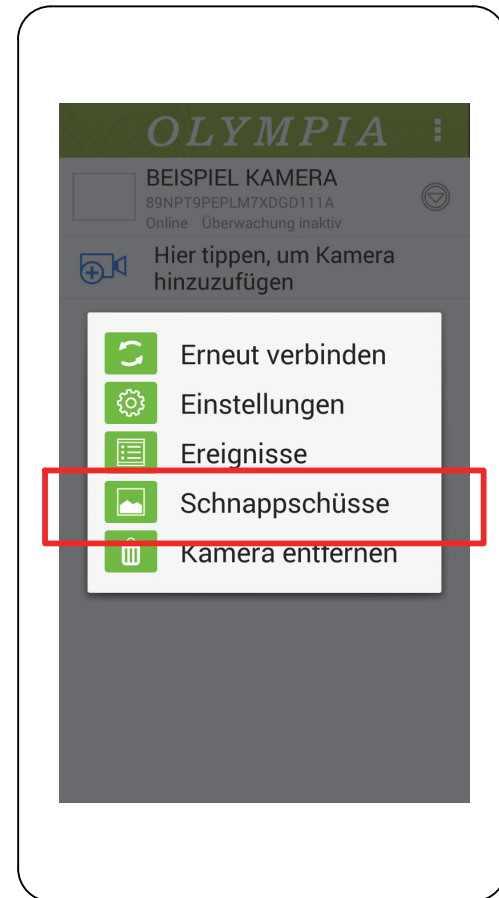 OLYMPIA
BEISPIEL KAMERA
89NPT9PEPLM7XDGD111A
Online Überwachung inaktiv
Hier tippen, um Kamera
hinzuzufügen
Erneut verbinden
Einstellungen
Ereignisse
Schnappschüsse
Kamera entfernen